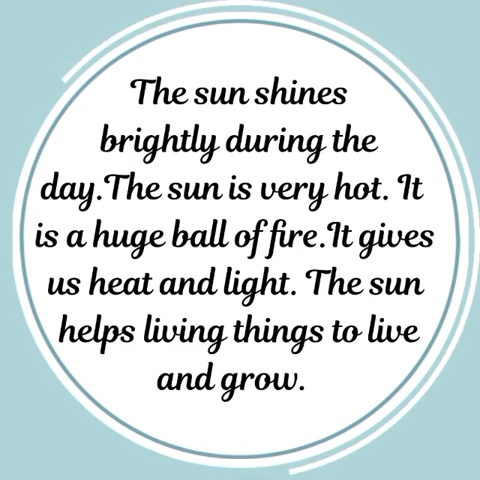 The sun shines
brightly during the
day.The sun is very hot. It
is a huge ball of fire.It gives
us heat and light. The sun
helps living things to live
and grow.